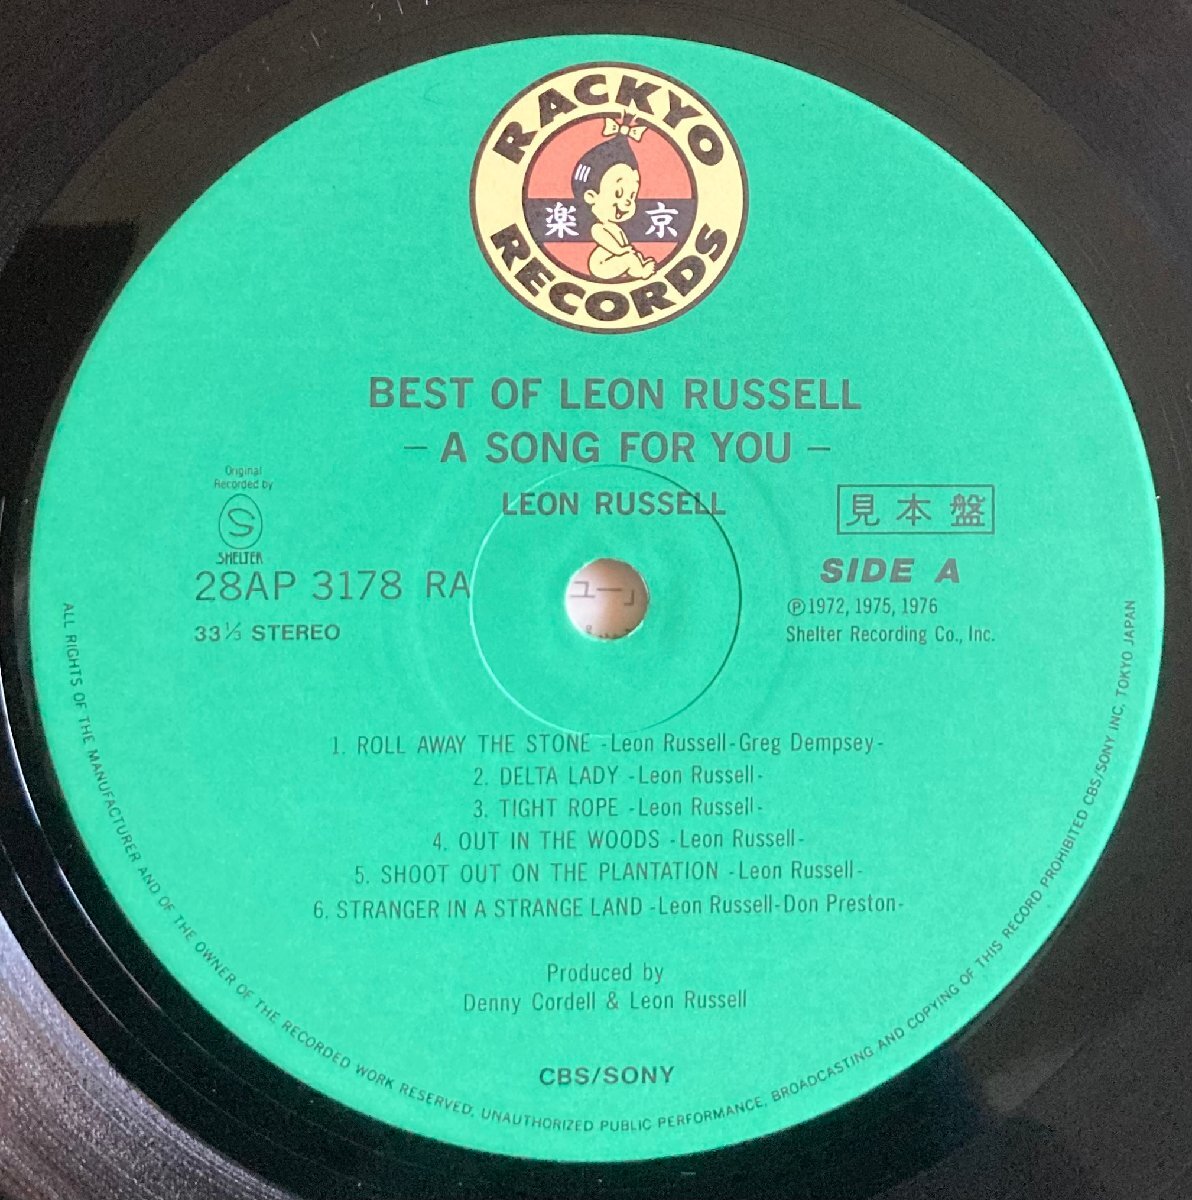 RACKYO
楽 京
RECORDS
BEST OF LEON RUSSELL
– A SONG FOR YOU –
LEON RUSSELL
Original
Recorded by
S
SHELTER
28AP 3178 RA
33⅓ STEREO
見本盤
SIDE A
Ⓟ1972, 1975, 1976
Shelter Recording Co., Inc.
ユー」
1. ROLL AWAY THE STONE -Leon Russell-Greg Dempsey-
2. DELTA LADY -Leon Russell-
3. TIGHT ROPE -Leon Russell-
4. OUT IN THE WOODS -Leon Russell-
5. SHOOT OUT ON THE PLANTATION -Leon Russell-
6. STRANGER IN A STRANGE LAND -Leon Russell-Don Preston-
Produced by
Denny Cordell & Leon Russell
CBS/SONY
ALL RIGHTS OF THE MANUFACTURER AND OF THE OWNER OF THE RECORDED WORK RESERVED. UNAUTHORIZED PUBLIC PERFORMANCE, BROADCASTING AND COPYING OF THIS RECORD PROHIBITED CBS/SONY INC. TOKYO JAPAN